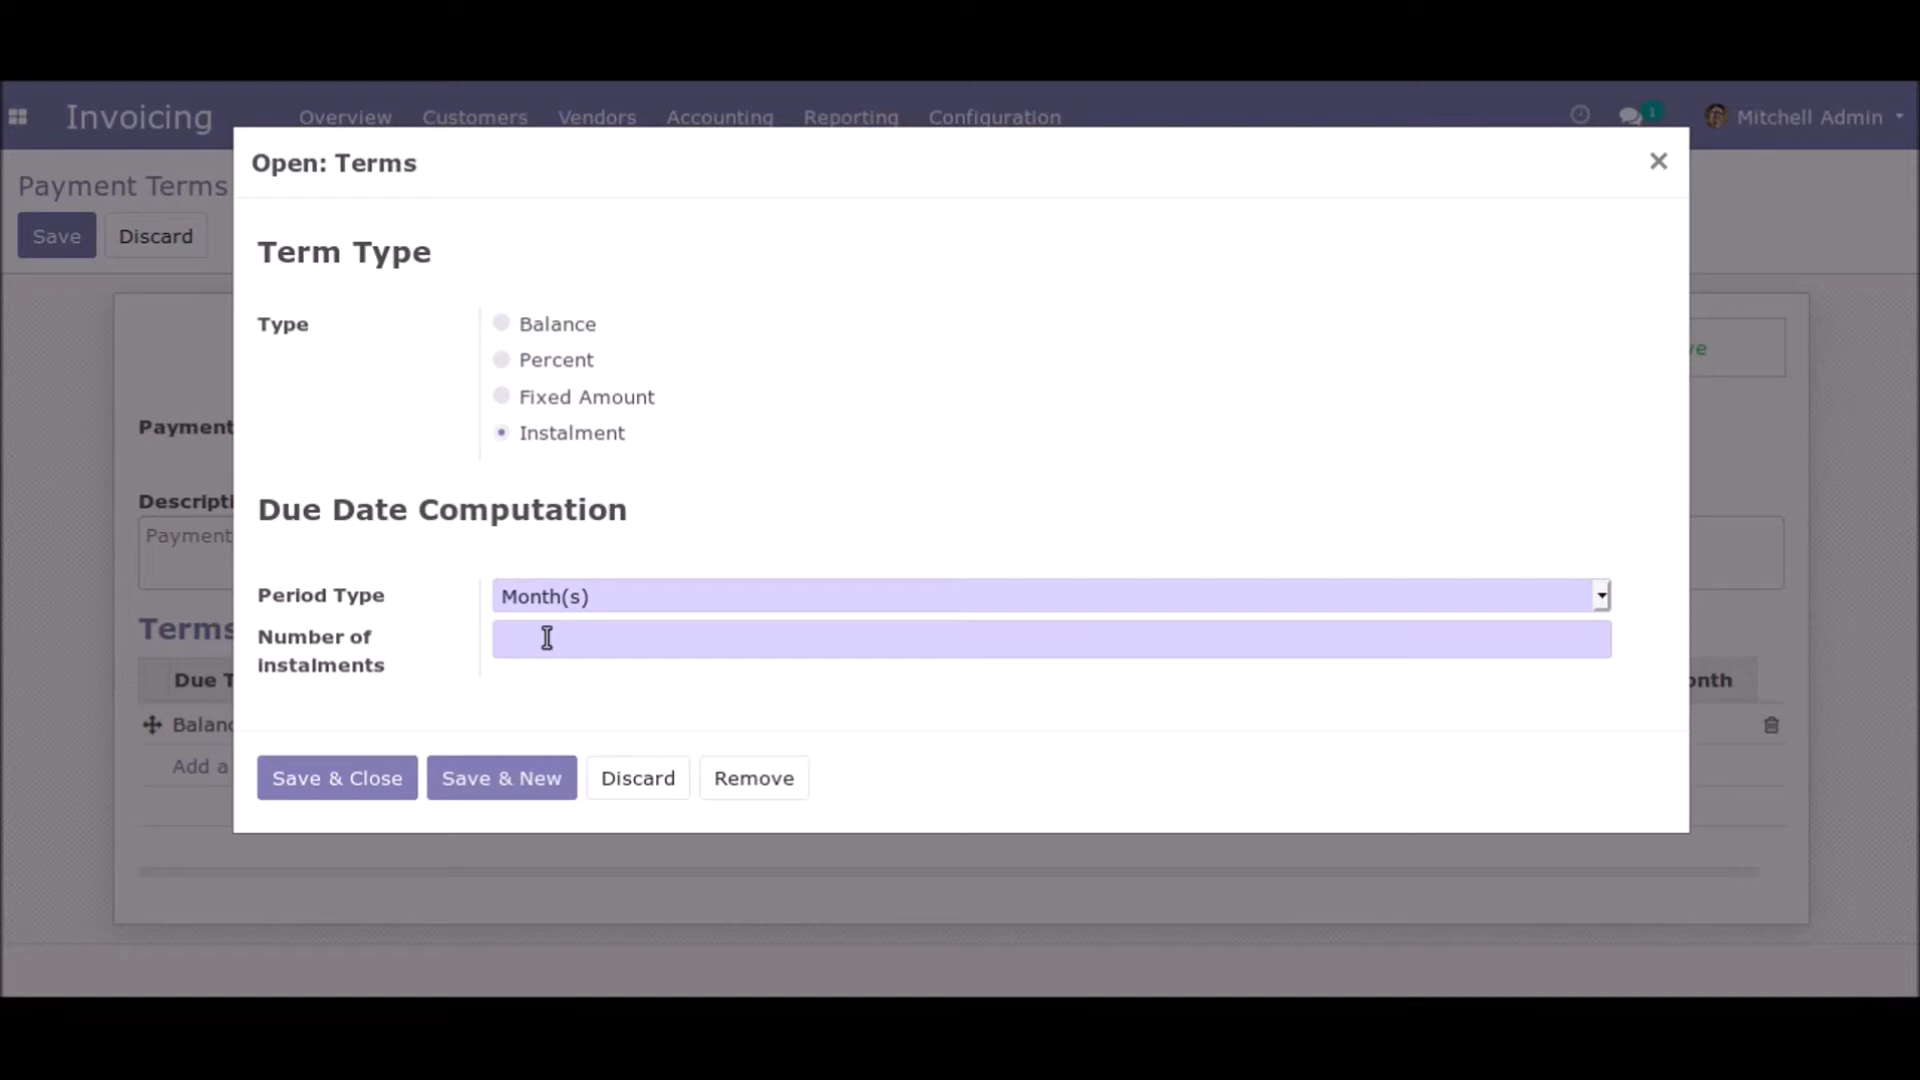 Invoicing Overview Customers Vendors Accounting Reporting Configuration 1 Mitchell Admin
Open: Terms ×
Payment Terms
Save Discard
Term Type
Type Balance
Percent
Fixed Amount
Instalment
Payment
Descripti
Payment
Due Date Computation
Period Type Month(s)
Number of
instalments
Terms
Due T
onth
Balanc
Add a
Save & Close Save & New Discard Remove